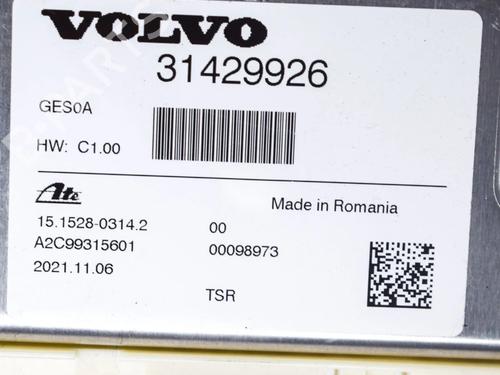 VOLVO
31429926
GES0A
HW: C1.00
Ate
Made in Romania
15.1528-0314.2 00
A2C99315601 00098973
2021.11.06
TSR